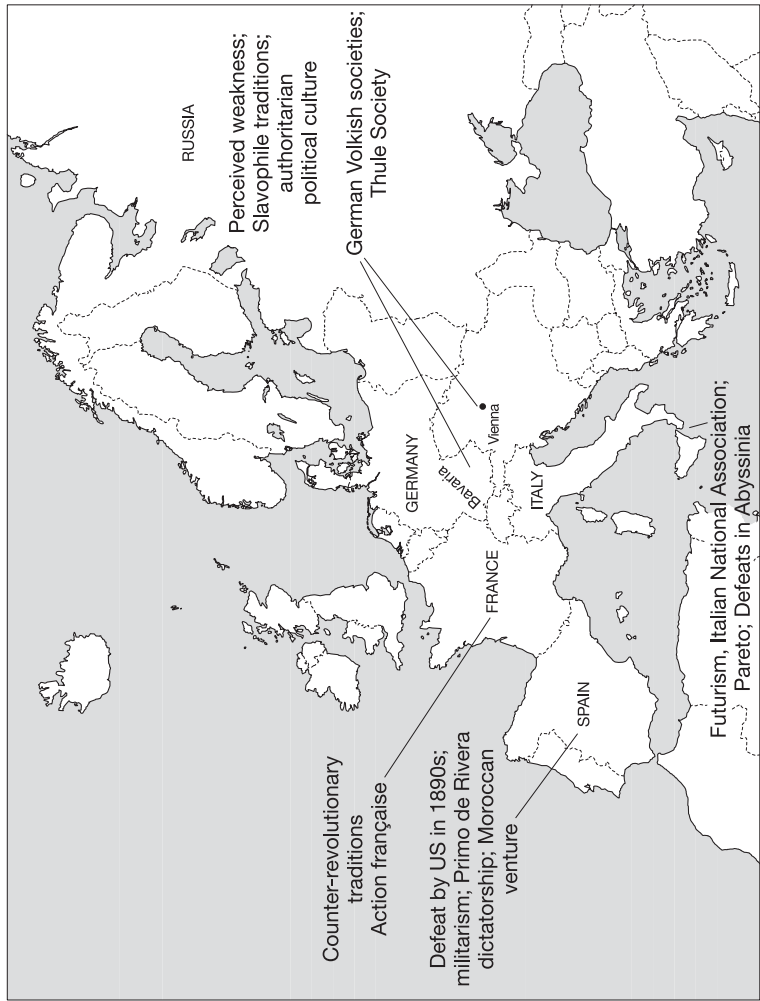 RUSSIA
Perceived weakness;
Slavophile traditions;
authoritarian
political culture
German Volkish societies;
Thule Society
GERMANY
Bavaria
Vienna
FRANCE
ITALY
Counter-revolutionary
traditions
Action française
SPAIN
Defeat by US in 1890s;
militarism; Primo de Rivera
dictatorship; Moroccan
venture
Futurism, Italian National Association;
Pareto; Defeats in Abyssinia